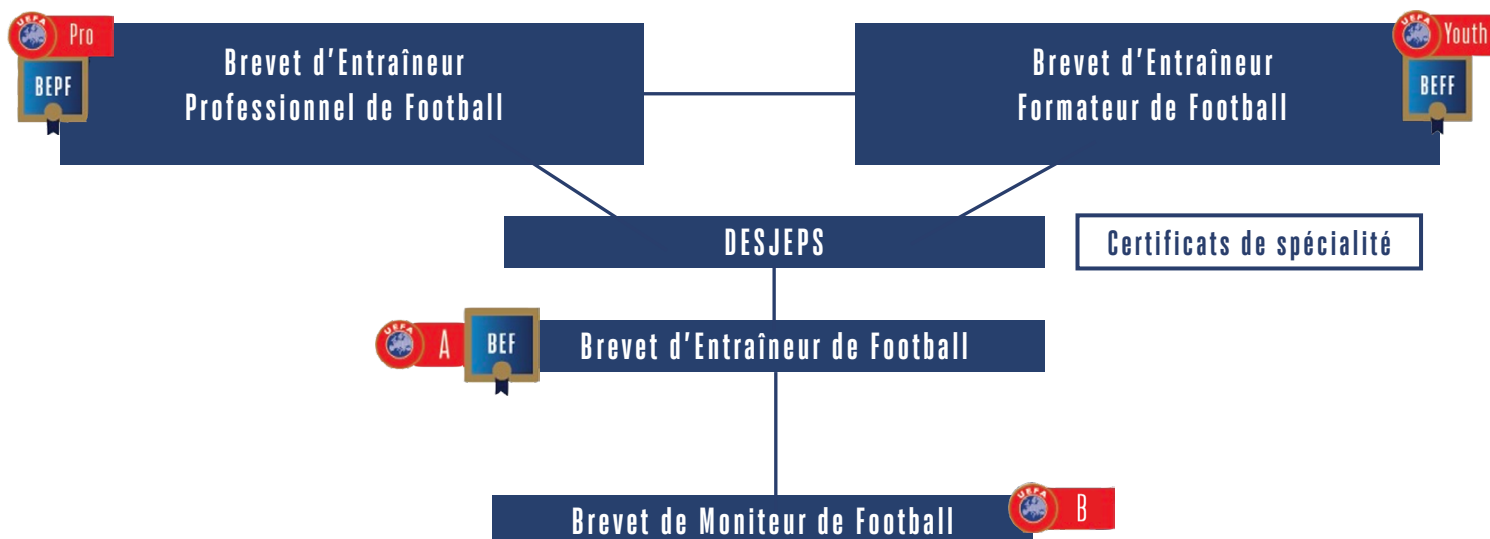 UEFA Pro
BEPF
Brevet d'Entraîneur
Professionnel de Football
Brevet d'Entraîneur
Formateur de Football
UEFA Youth
BEFF
DESJEPS
Certificats de spécialité
UEFA A
BEF
Brevet d'Entraîneur de Football
Brevet de Moniteur de Football
UEFA B